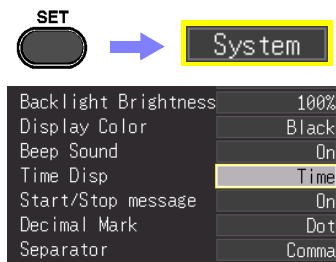 SET
System
Backlight Brightness 100%
Display Color Black
Beep Sound On
Time Disp Time
Start/Stop message On
Decimal Mark Dot
Separator Comma